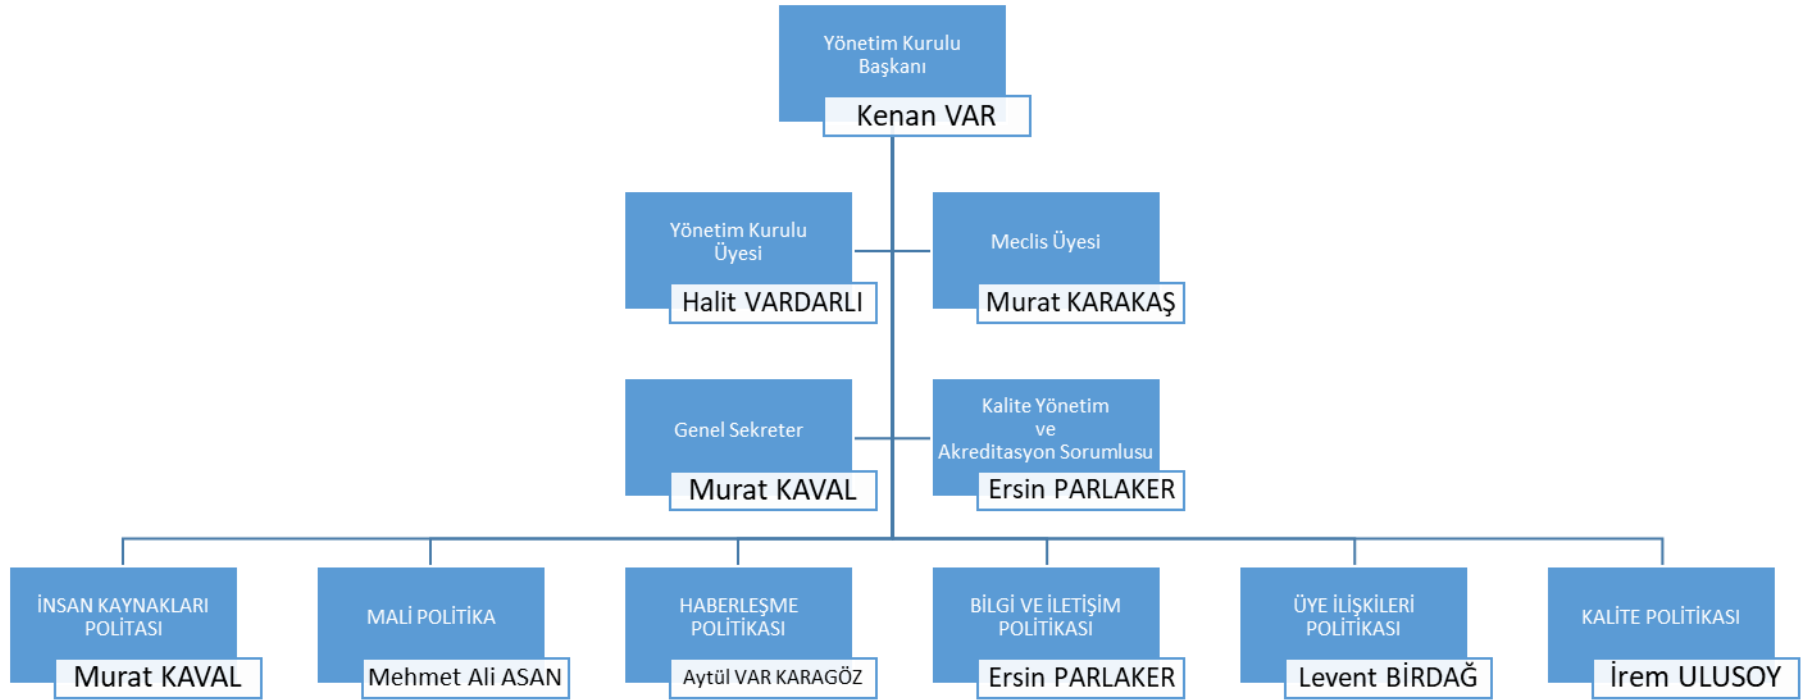 Yönetim Kurulu
Başkanı
Kenan VAR
Yönetim Kurulu
Üyesi
Halit VARDARLI
Meclis Üyesi
Murat KARAKAŞ
Genel Sekreter
Murat KAVAL
Kalite Yönetim
ve
Akreditasyon Sorumlusu
Ersin PARLAKER
İNSAN KAYNAKLARI
POLİTASI
Murat KAVAL
MALİ POLİTİKA
Mehmet Ali ASAN
HABERLEŞME
POLİTİKASI
Aytül VAR KARAGÖZ
BİLGİ VE İLETİŞİM
POLİTİKASI
Ersin PARLAKER
ÜYE İLİŞKİLERİ
POLİTİKASI
Levent BİRDAĞ
KALİTE POLİTİKASI
İrem ULUSOY